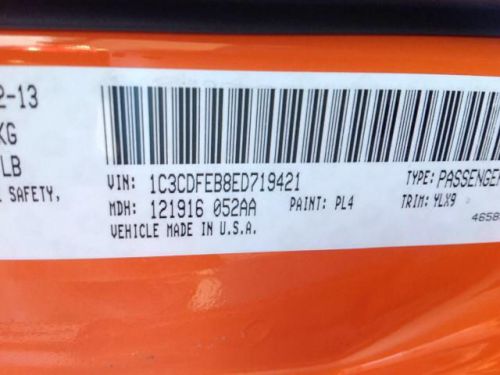 2-13
KG
LB
SAFETY,
VIN: 1C3CDFEB8ED719421 TYPE: PASSENGER
MDH: 121916 052AA PAINT: PL4 TRIM: YLX9
VEHICLE MADE IN U.S.A. 4658